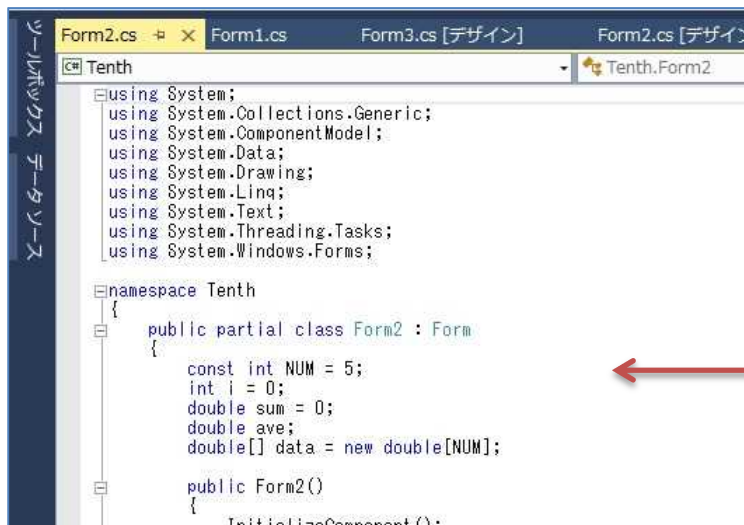 ツールボックス データ ソース
Form2.cs Form1.cs Form3.cs [デザイン] Form2.cs [デザイン
C# Tenth Tenth.Form2
using System;
using System.Collections.Generic;
using System.ComponentModel;
using System.Data;
using System.Drawing;
using System.Linq;
using System.Text;
using System.Threading.Tasks;
using System.Windows.Forms;
namespace Tenth
{
public partial class Form2 : Form
{
const int NUM = 5;
int i = 0;
double sum = 0;
double ave;
double[] data = new double[NUM];
public Form2()
{
InitializeComponent();